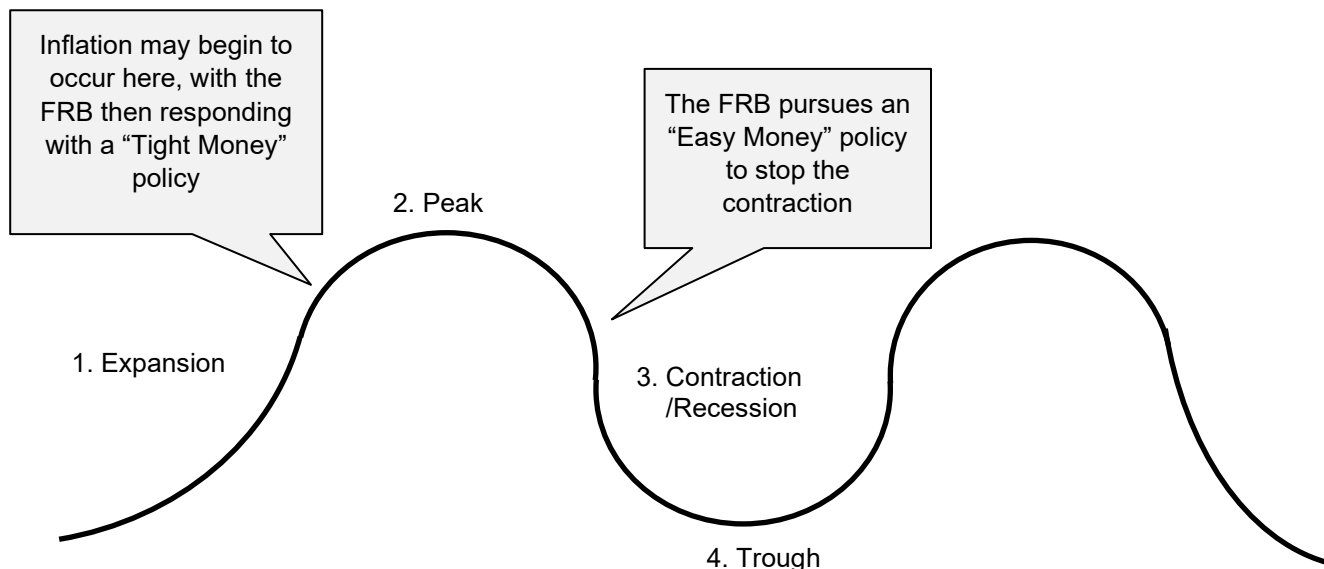 Inflation may begin to
occur here, with the
FRB then responding
with a “Tight Money”
policy
The FRB pursues an
“Easy Money” policy
to stop the
contraction
2. Peak
1. Expansion
3. Contraction
/Recession
4. Trough